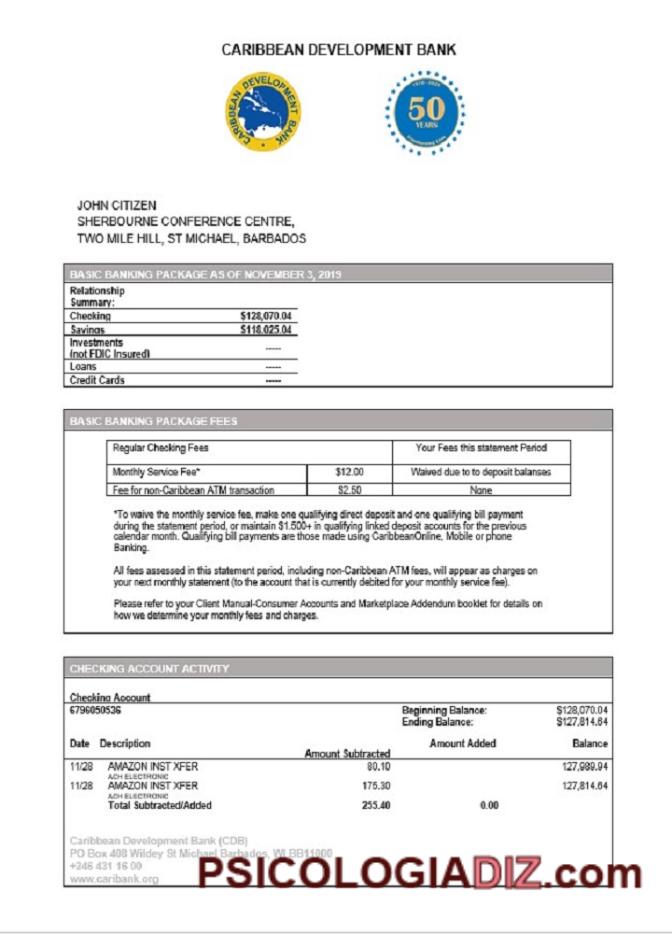 CARIBBEAN DEVELOPMENT BANK
CARIBBEAN DEVELOPMENT BANK
50
YEARS
JOHN CITIZEN
SHERBOURNE CONFERENCE CENTRE,
TWO MILE HILL, ST MICHAEL, BARBADOS
BASIC BANKING PACKAGE AS OF NOVEMBER 3, 2019
Relationship
Summary:
Checking $128,070.04
Savings $118.025.04
Investments
(not FDIC Insured) -----
Loans -----
Credit Cards -----
BASIC BANKING PACKAGE FEES
Regular Checking Fees Your Fees this statement Period
Monthly Service Fee* $12.00 Waived due to to deposit balanses
Fee for non-Caribbean ATM transaction $2.50 None
*To waive the monthly service fee, make one qualifying direct deposit and one qualifying bill payment
during the statement period, or maintain $1.500+ in qualifying linked deposit accounts for the previous
calendar month. Qualifying bill payments are those made using CaribbeanOnline, Mobile or phone
Banking.
All fees assessed in this statement period, including non-Caribbean ATM fees, will appear as charges on
your next monthly statement (to the account that is currently debited for your monthly service fee).
Please refer to your Client Manual-Consumer Accounts and Marketplace Addendum booklet for details on
how we determine your monthly fees and charges.
CHECKING ACCOUNT ACTIVITY
Checking Account
6796050536 Beginning Balance: $128,070.04
Ending Balance: $127,814.64
Date Description Amount Subtracted Amount Added Balance
11/28 AMAZON INST XFER 80.10 127,989.94
ACH ELECTRONIC
11/28 AMAZON INST XFER 175.30 127,814.64
ACH ELECTRONIC
Total Subtracted/Added 255.40 0.00
Caribbean Development Bank (CDB)
PO Box 408 Wildey St Michael Barbados, WI BB11000
+246 431 16 00
www.caribank.org
PSICOLOGIADIZ.com